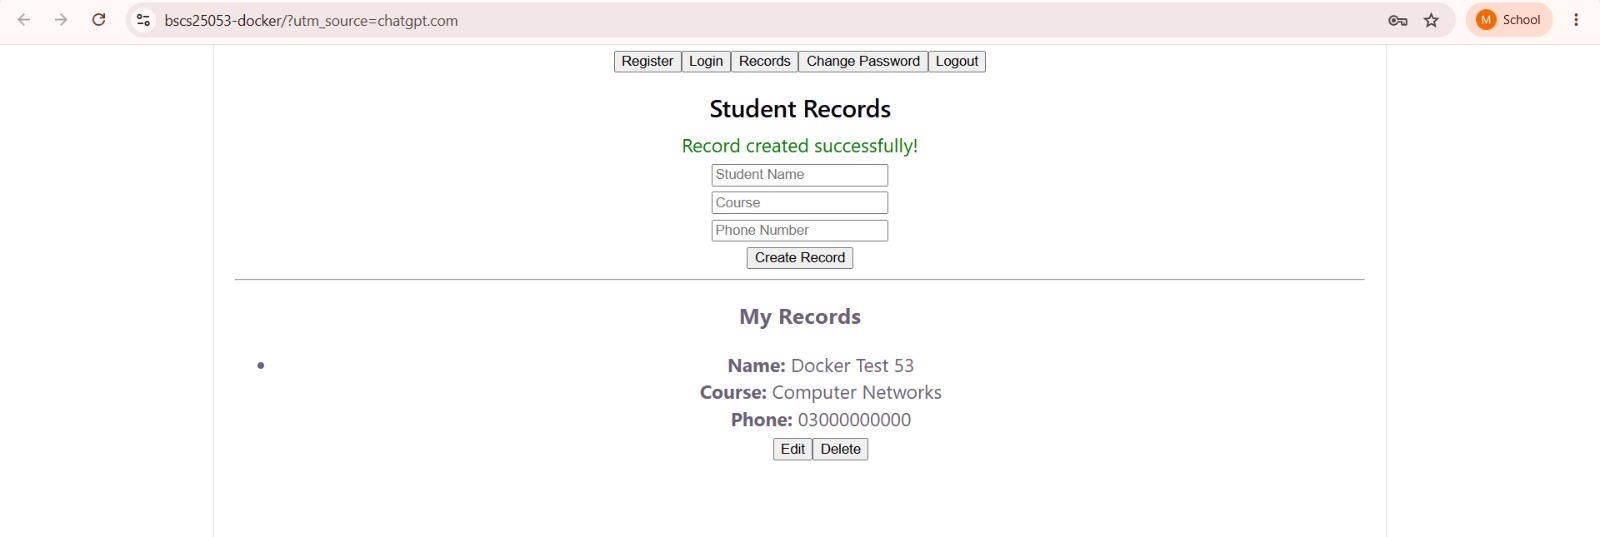 bscs25053-docker/?utm_source=chatgpt.com
M School
Register Login Records Change Password Logout
Student Records
Record created successfully!
Student Name
Course
Phone Number
Create Record
My Records
Name: Docker Test 53
Course: Computer Networks
Phone: 03000000000
Edit Delete